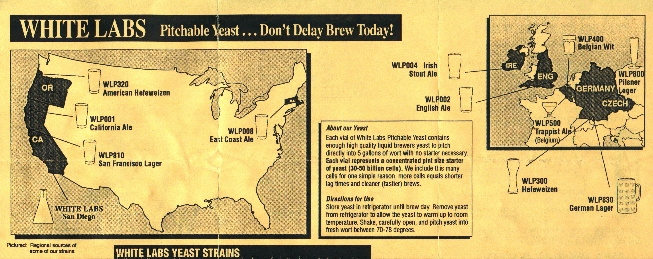 WHITE LABS Pitchable Yeast . . . Don't Delay Brew Today!
OR
WLP320
American Hefeweizen
WLP001
California Ale
CA
WLP810
San Francisco Lager
WLP008
East Coast Ale
WHITE LABS
San Diego
Pictured: Regional sources of
some of our strains
WLP004 Irish
Stout Ale
WLP002
English Ale
IRE
ENG
WLP400
Belgian Wit
WLP800
Pilsner
Lager
GERMANY
CZECH
WLP500
Trappist Ale
(Belgium)
WLP300
Hefeweizen
WLP830
German Lager
About our Yeast
Each vial of White Labs Pitchable Yeast contains
enough high quality liquid brewers yeast to pitch
directly into 5 gallons of wort with no starter necessary.
Each vial represents a concentrated pint size starter
of yeast (30-50 billion cells). We include this many
cells for one simple reason, more cells equals shorter
lag times and cleaner (tastier) brews.
Directions for Use
Store yeast in refrigerator until brew day. Remove yeast
from refrigerator to allow the yeast to warm up to room
temperature. Shake, carefully open, and pitch yeast into
fresh wort between 70-78 degrees.
WHITE LABS YEAST STRAINS